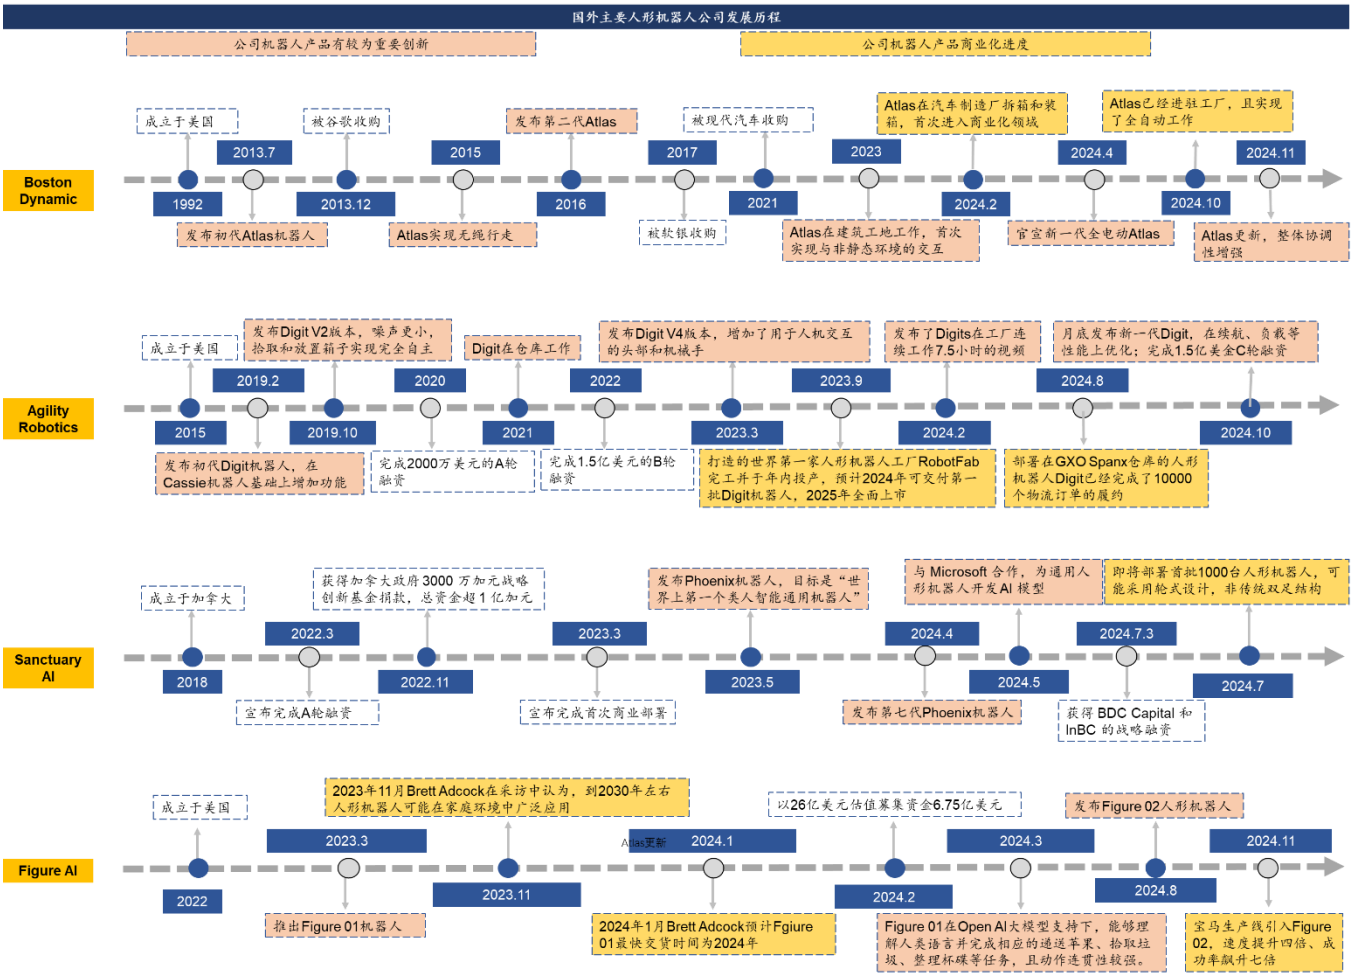 国外主要人形机器人公司发展历程
公司机器人产品有较为重要创新
公司机器人产品商业化进度
Boston
Dynamic
成立于美国
1992
2013.7
发布初代Atlas机器人
被谷歌收购
2013.12
2015
Atlas实现无绳行走
发布第二代Atlas
2016
2017
被软银收购
被现代汽车收购
2021
2023
Atlas在建筑工地工作，首次
实现与非静态环境的交互
Atlas在汽车制造厂拆箱和装
箱，首次进入商业化领域
2024.2
2024.4
官宣新一代全电动Atlas
Atlas已经进驻工厂，且实现
了全自动工作
2024.10
2024.11
Atlas更新，整体协调
性增强
Agility
Robotics
成立于美国
2015
2019.2
发布初代Digit机器人，在
Cassie机器人基础上增加功能
发布Digit V2版本，噪声更小，
拾取和放置箱子实现完全自主
2019.10
2020
完成2000万美元的A轮
融资
Digit在仓库工作
2021
2022
完成1.5亿美元的B轮
融资
发布Digit V4版本，增加了用于人机交互
的头部和机械手
2023.3
2023.9
打造的世界第一家人形机器人工厂RobotFab
完工并于年内投产，预计2024年可交付第一
批Digit机器人，2025年全面上市
发布了Digits在工厂连
续工作7.5小时的视频
2024.2
2024.8
部署在GXO Spanx仓库的人形
机器人Digit已经完成了10000
个物流订单的履约
月底发布新一代Digit，在续航、负载等
性能上优化；完成1.5亿美金C轮融资
2024.10
Sanctuary
AI
成立于加拿大
2018
2022.3
宣布完成A轮融资
获得加拿大政府 3000 万加元战略
创新基金捐款，总资金超 1 亿加元
2022.11
2023.3
宣布完成首次商业部署
发布Phoenix机器人，目标是“世
界上第一个类人智能通用机器人”
2023.5
2024.4
发布第七代Phoenix机器人
与 Microsoft 合作，为通用人
形机器人开发AI 模型
2024.5
2024.7.3
获得 BDC Capital 和
InBC 的战略融资
即将部署首批1000台人形机器人，可
能采用轮式设计，非传统双足结构
2024.7
Figure AI
成立于美国
2022
2023.3
推出Figure 01机器人
2023年11月Brett Adcock在采访中认为，到2030年左右
人形机器人可能在家庭环境中广泛应用
2023.11
Atlas更新
2024.1
2024年1月Brett Adcock预计Fgiure
01最快交货时间为2024年
以26亿美元估值募集资金6.75亿美元
2024.2
2024.3
Figure 01在Open AI大模型支持下，能够理
解人类语言并完成相应的递送苹果、拾取垃
圾、整理杯碟等任务，且动作连贯性较强。
发布Figure 02人形机器人
2024.8
2024.11
宝马生产线引入Figure
02，速度提升四倍、成
功率飙升七倍